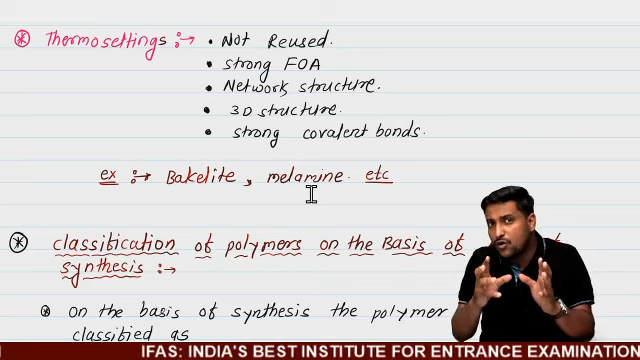 * Thermosettings :→ • Not Reused.
• strong FOA
• Network structure.
• 3D structure.
• strong covalent bonds.
ex :→ Bakelite, melamine. etc
* classification of polymers on the Basis of
synthesis :→
* on the basis of synthesis the polymer
classified as
IFAS: INDIA'S BEST INSTITUTE FOR ENTRANCE EXAMINATION